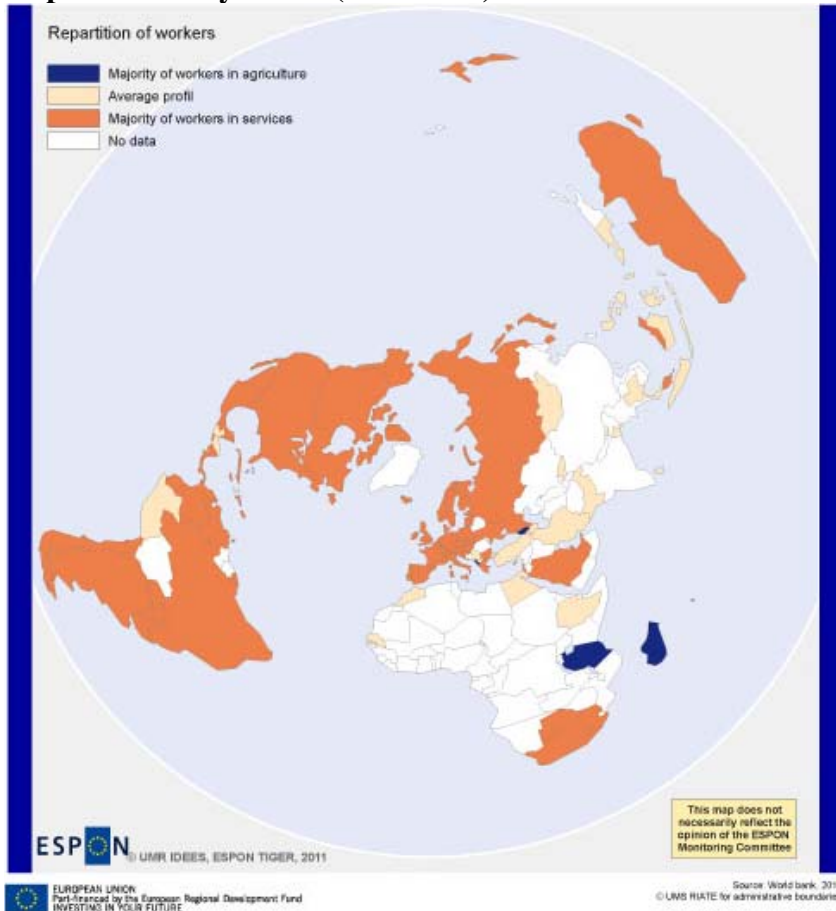 Repartition of workers
Majority of workers in agriculture
Average profil
Majority of workers in services
No data
This map does not
necessarily reflect the
opinion of the ESPON
Monitoring Committee
ESPON
© UMR IDEES, ESPON TIGER, 2011
EUROPEAN UNION
Part-financed by the European Regional Development Fund
INVESTING IN YOUR FUTURE
Source: World bank, 201
© UMS RIATE for administrative boundarie